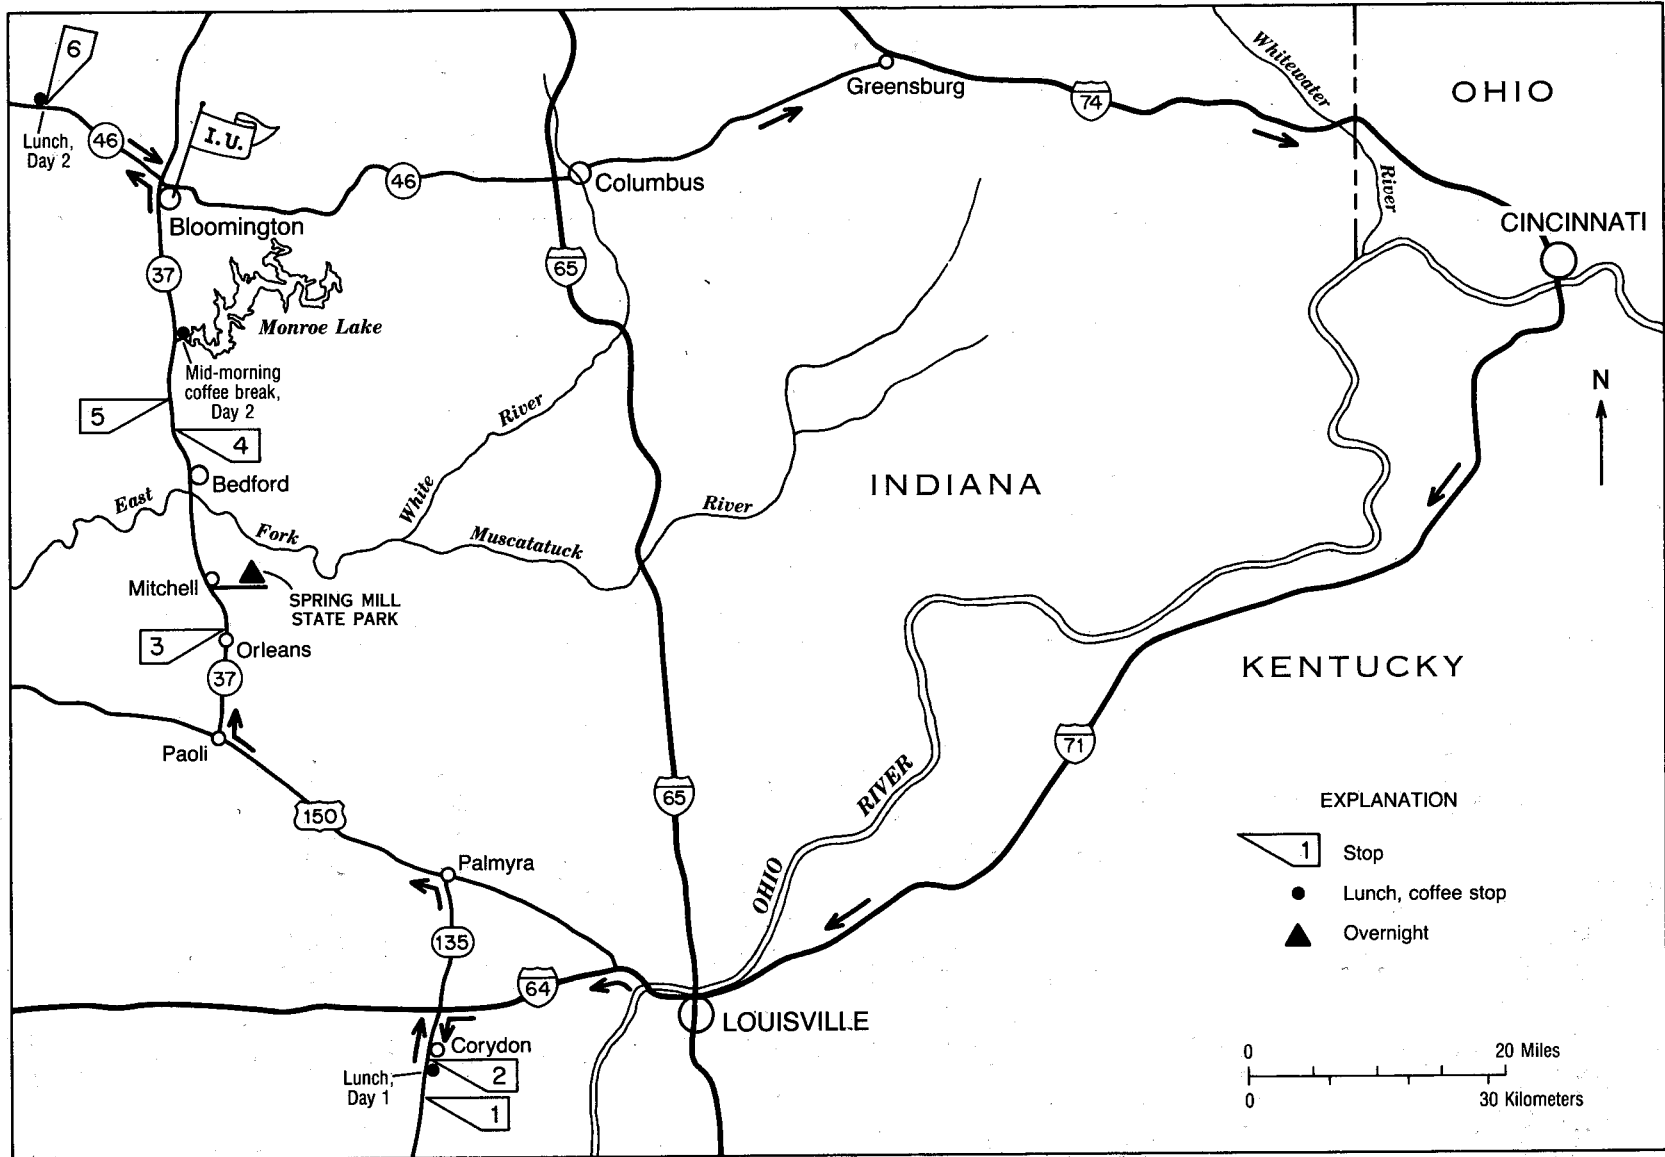 6
Lunch,
Day 2
46
I.U.
Bloomington
46
Columbus
Greensburg
74
Whitewater
River
OHIO
CINCINNATI
37
65
Monroe Lake
Mid-morning
coffee break,
Day 2
5
4
Bedford
East
Fork
White
River
Muscatatuck
River
INDIANA
N
Mitchell
SPRING MILL
STATE PARK
3
Orleans
37
Paoli
150
65
71
KENTUCKY
OHIO
RIVER
Palmyra
135
64
LOUISVILLE
Corydon
Lunch,
Day 1
2
1
EXPLANATION
1
Stop
Lunch, coffee stop
Overnight
0
20 Miles
0
30 Kilometers